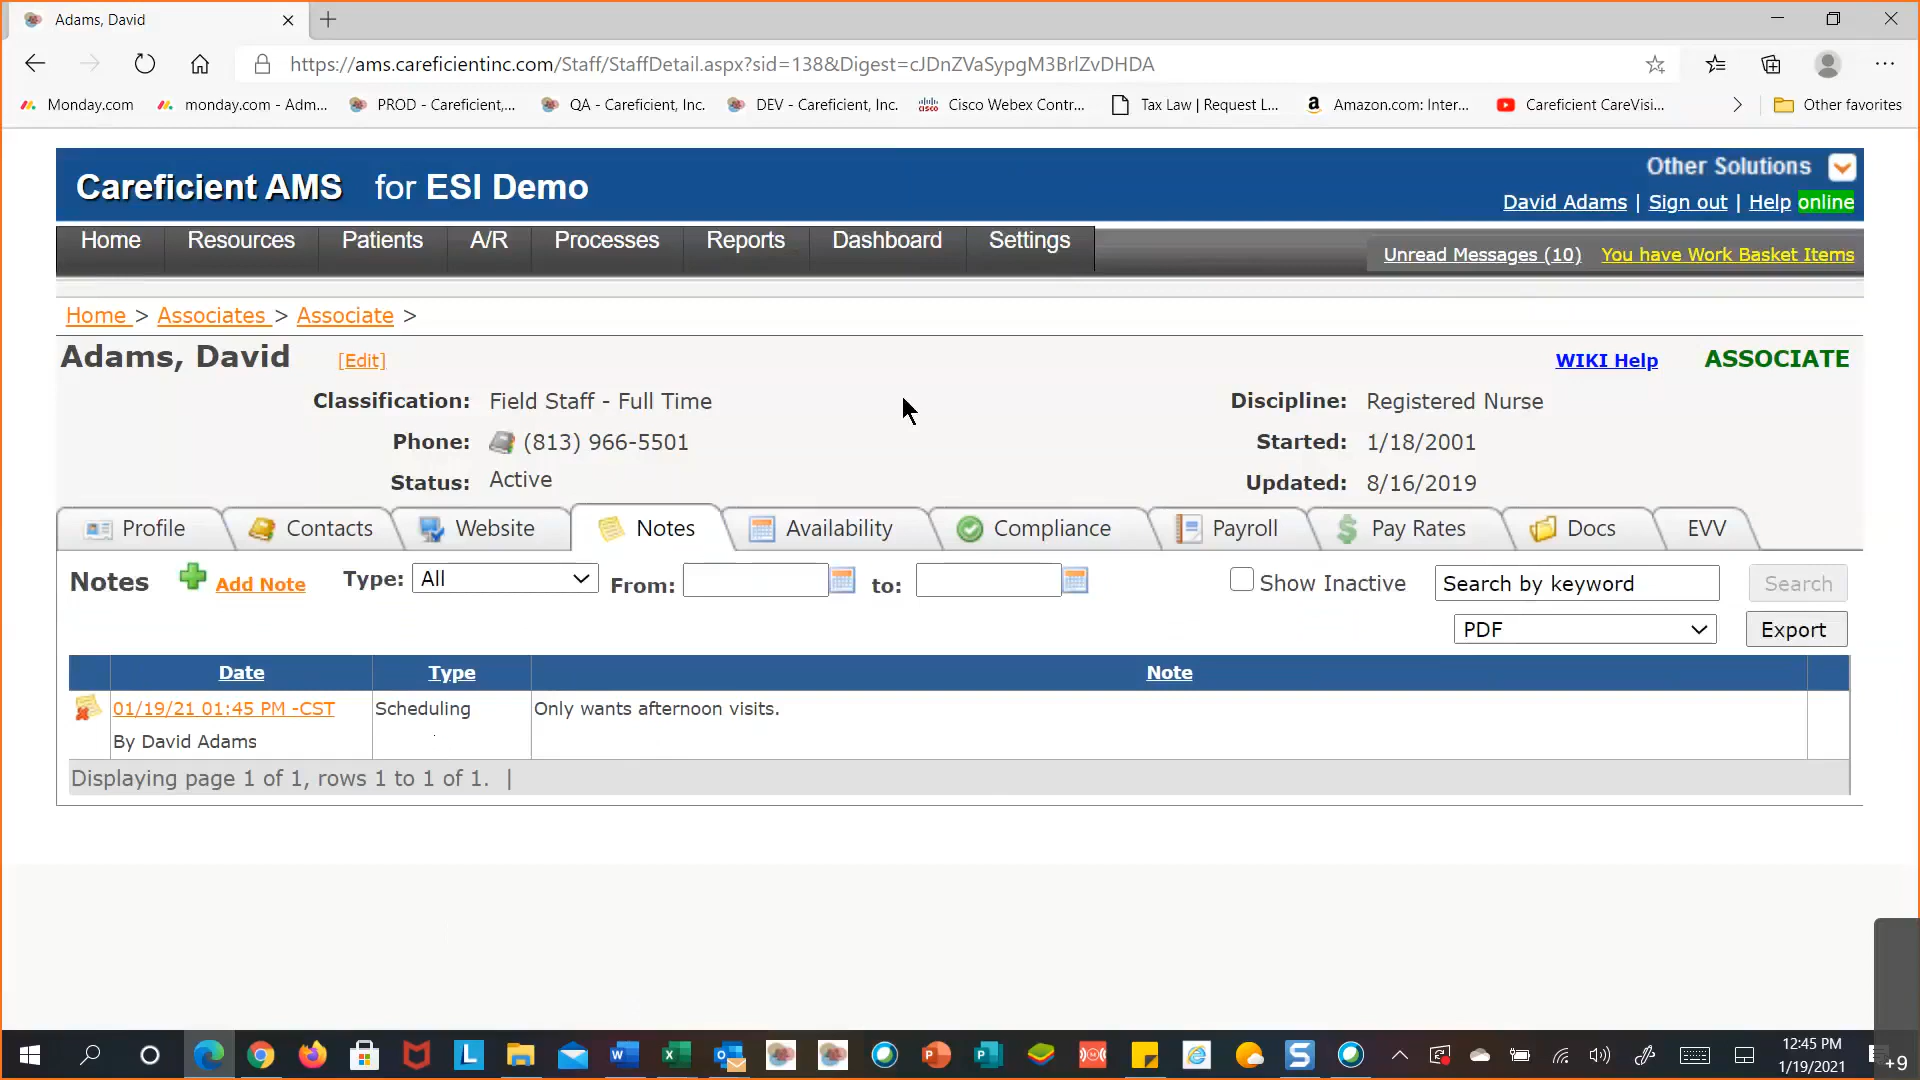 Adams, David
https://ams.careficientinc.com/Staff/StaffDetail.aspx?sid=138&Digest=cJDnZVaSypgM3BrlZvDHDA
Monday.com monday.com - Adm... PROD - Careficient,... QA - Careficient, Inc. DEV - Careficient, Inc. Cisco Webex Contr... Tax Law | Request L... Amazon.com: Inter... Careficient CareVisi... Other favorites
Other Solutions
Careficient AMS for ESI Demo
David Adams | Sign out | Help online
Home Resources Patients A/R Processes Reports Dashboard Settings
Unread Messages (10) You have Work Basket Items
Home > Associates > Associate >
Adams, David [Edit] WIKI Help ASSOCIATE
Classification: Field Staff - Full Time Discipline: Registered Nurse
Phone: (813) 966-5501 Started: 1/18/2001
Status: Active Updated: 8/16/2019
Profile Contacts Website Notes Availability Compliance Payroll Pay Rates Docs EVV
Notes Add Note Type: All From: to: Show Inactive Search by keyword Search
PDF Export
Date Type Note
01/19/21 01:45 PM -CST Scheduling Only wants afternoon visits.
By David Adams
Displaying page 1 of 1, rows 1 to 1 of 1. |
12:45 PM
1/19/2021
+9